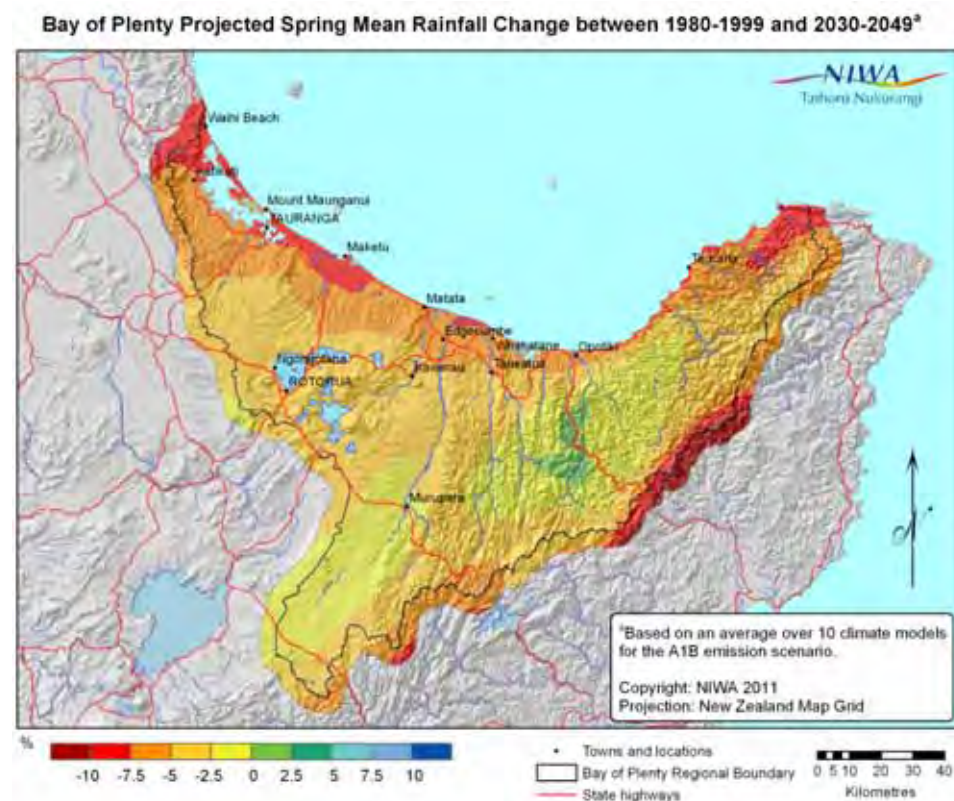 Bay of Plenty Projected Spring Mean Rainfall Change between 1980-1999 and 2030-2049ª
NIWA
Taihoro Nukurangi
Waihi Beach
Katikati
Mount Maunganui
TAURANGA
Maketu
Te Kaha
Matata
Edgecumbe
Whakatane
Opotiki
Ngongotaha
Kawerau
Taneatua
ROTORUA
Murupara
N
ªBased on an average over 10 climate models
for the A1B emission scenario.
Copyright: NIWA 2011
Projection: New Zealand Map Grid
%
-10 -7.5 -5 -2.5 0 2.5 5 7.5 10
Towns and locations
Bay of Plenty Regional Boundary
State highways
0 5 10 20 30 40
Kilometres